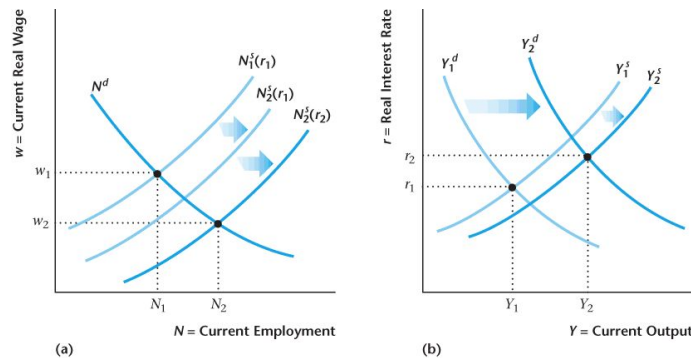 w = Current Real Wage
N^d
N_1^s(r_1)
N_2^s(r_1)
N_2^s(r_2)
w_1
w_2
N_1
N_2
N = Current Employment
(a)
r = Real Interest Rate
Y_1^d
Y_2^d
Y_1^s
Y_2^s
r_2
r_1
Y_1
Y_2
Y = Current Output
(b)